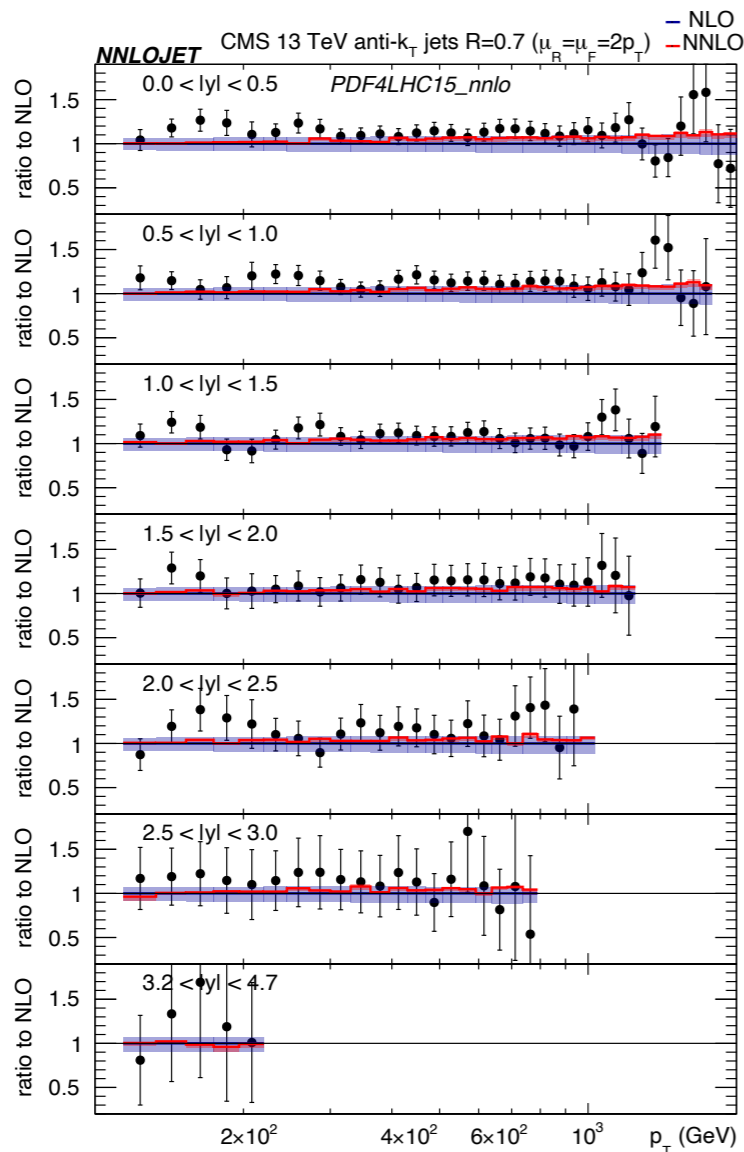 NLO
NNLOJET CMS 13 TeV anti-k_T jets R=0.7 (μ_R=μ_F=2p_T) NNLO
0.0 < |y| < 0.5 PDF4LHC15_nnlo
1.5
1
0.5
ratio to NLO
0.5 < |y| < 1.0
1.5
1
0.5
ratio to NLO
1.0 < |y| < 1.5
1.5
1
0.5
ratio to NLO
1.5 < |y| < 2.0
1.5
1
0.5
ratio to NLO
2.0 < |y| < 2.5
1.5
1
0.5
ratio to NLO
2.5 < |y| < 3.0
1.5
1
0.5
ratio to NLO
3.2 < |y| < 4.7
1.5
1
0.5
ratio to NLO
2×10² 4×10² 6×10² 10³ p_T (GeV)